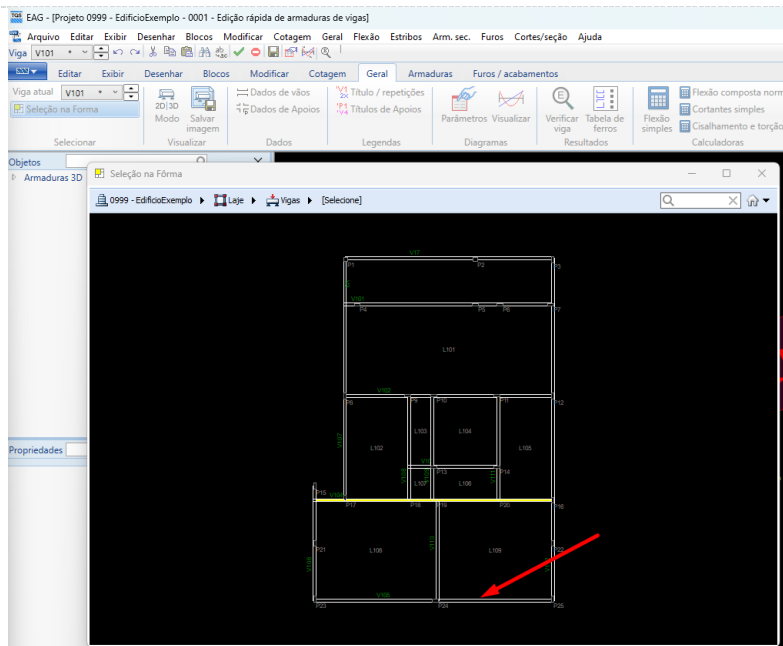 EAG - [Projeto 0999 - EdificioExemplo - 0001 - Edição rápida de armaduras de vigas]
Arquivo Editar Exibir Desenhar Blocos Modificar Cotagem Geral Flexão Estribos Arm. sec. Furos Cortes/seção Ajuda
Viga V101
Editar Exibir Desenhar Blocos Modificar Cotagem Geral Armaduras Furos / acabamentos
Viga atual V101
Seleção na Forma
Selecionar
2D|3D
Modo
Salvar imagem
Visualizar
Dados de vãos
Dados de Apoios
Dados
Título / repetições
Títulos de Apoios
Legendas
Parâmetros Visualizar
Diagramas
Verificar viga
Tabela de ferros
Resultados
Flexão simples
Flexão composta norm
Cortantes simples
Cisalhamento e torção
Calculadoras
Objetos
Armaduras 3D
Propriedades
Seleção na Fôrma
0999 - EdificioExemplo Laje Vigas [Selecione]
V17
P1 P2 P3
V101
P4 P5 P6 P7
L101
V102
P9 P10 P11 P12
V107 L102 L103 L104 L105
P13 P14
L107 L106
P15
P17 P18 P19 P20 P16
P21 L108 V110 L109 P22
V106
V105
P23 P24 P25